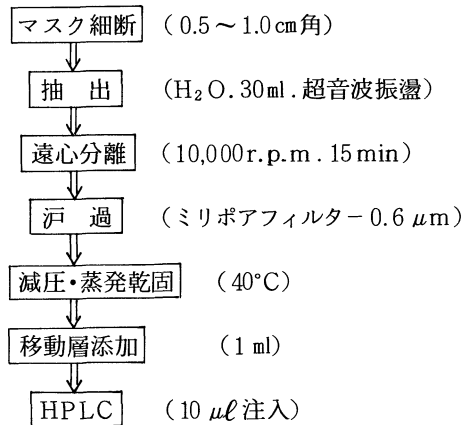 マスク細断 (0.5～1.0cm角)
抽 出 (H₂O.30ml.超音波振盪)
遠心分離 (10,000r.p.m.15min)
沪 過 (ミリポアフィルター0.6μm)
減圧・蒸発乾固 (40°C)
移動層添加 (1ml)
HPLC (10μℓ注入)